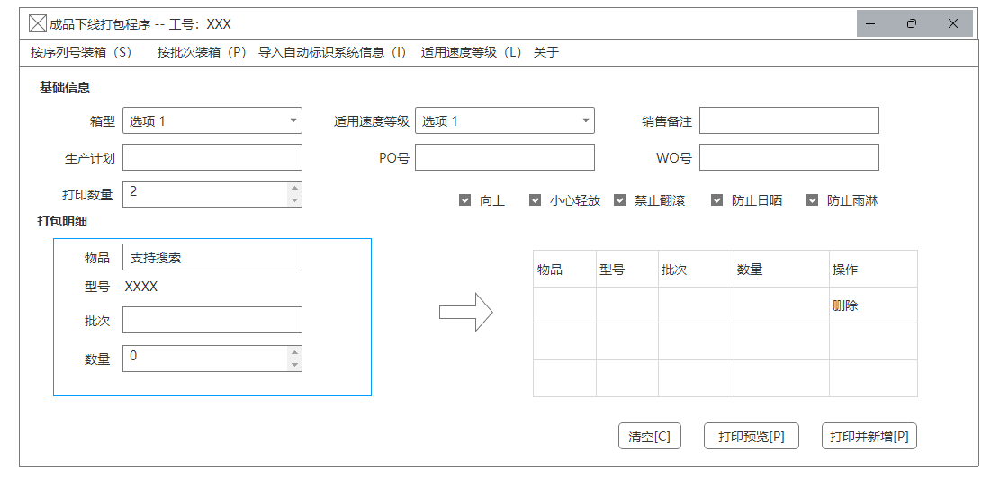 成品下线打包程序 -- 工号：XXX
按序列号装箱（S） 按批次装箱（P） 导入自动标识系统信息（I） 适用速度等级（L） 关于
基础信息
箱型 选项 1 适用速度等级 选项 1 销售备注
生产计划 PO号 WO号
打印数量 2 向上 小心轻放 禁止翻滚 防止日晒 防止雨淋
打包明细
物品 支持搜索
型号 XXXX
批次
数量 0
物品 型号 批次 数量 操作
删除
清空[C] 打印预览[P] 打印并新增[P]